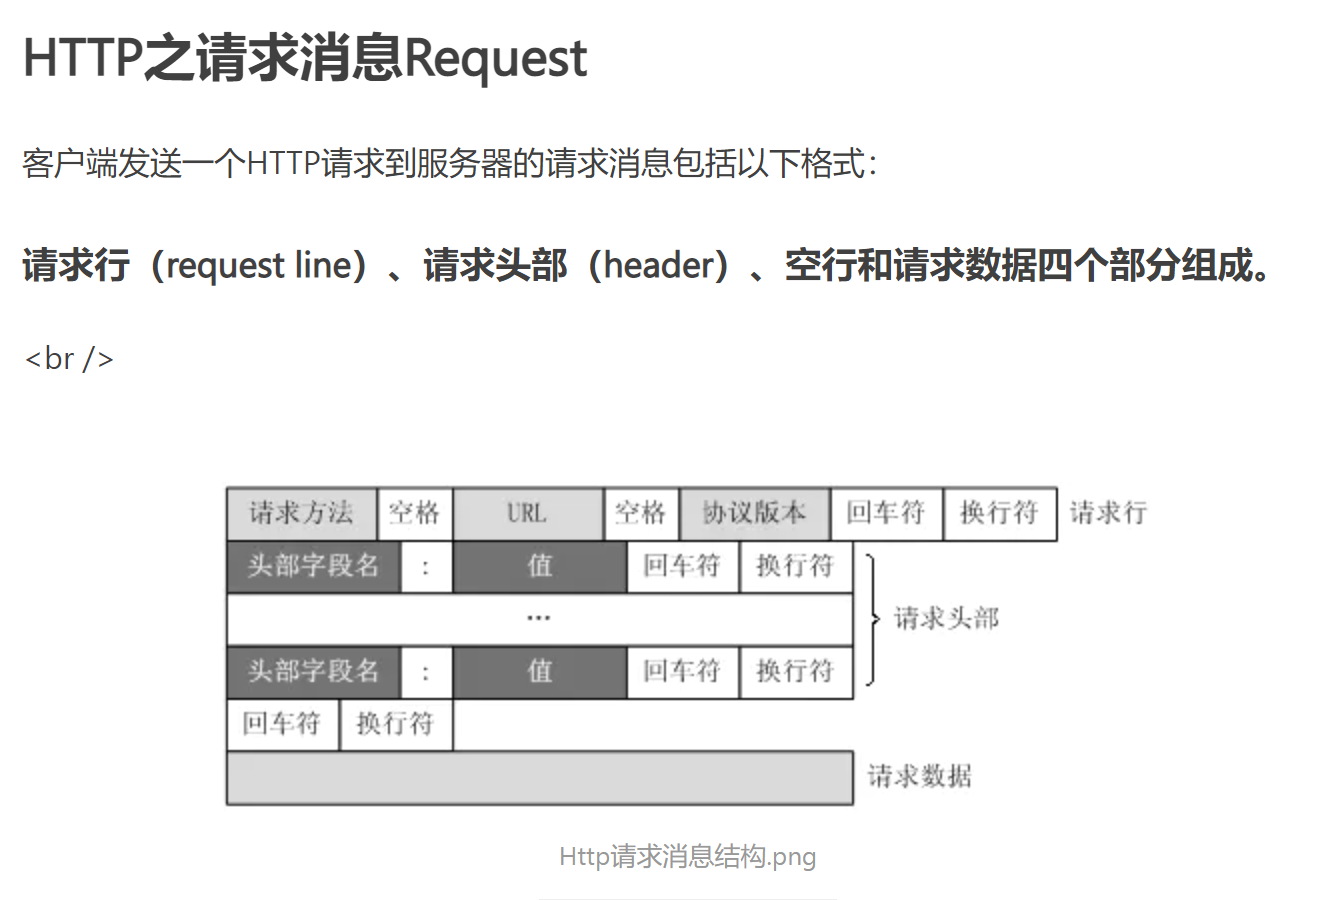 HTTP之请求消息Request
客户端发送一个HTTP请求到服务器的请求消息包括以下格式：
请求行（request line）、请求头部（header）、空行和请求数据四个部分组成。
<br />
请求方法 空格 URL 空格 协议版本 回车符 换行符 请求行
头部字段名 : 值 回车符 换行符
... 请求头部
头部字段名 : 值 回车符 换行符
回车符 换行符
请求数据
Http请求消息结构.png